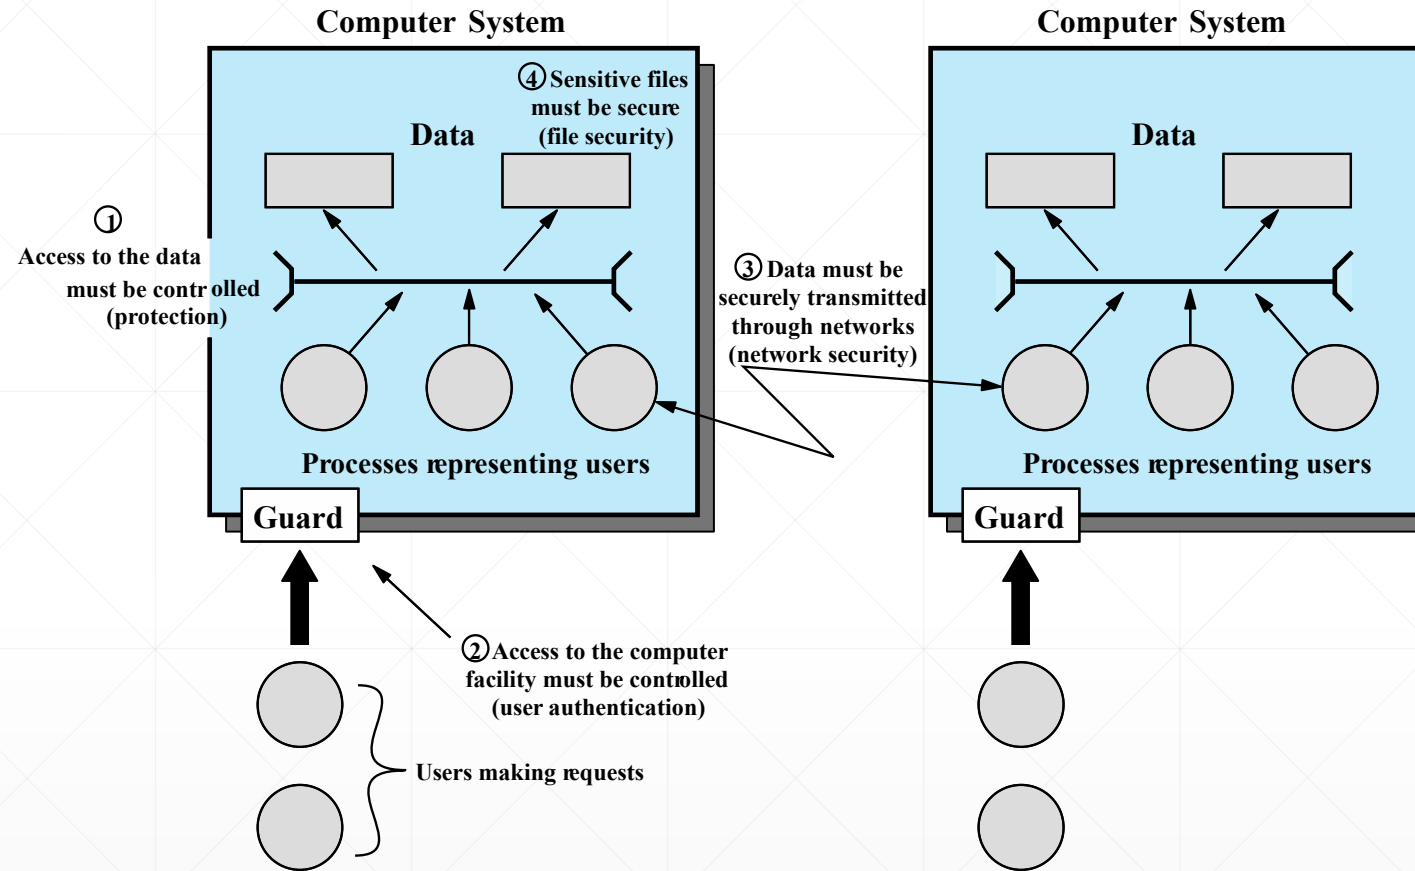 Computer System
④ Sensitive files
must be secure
(file security)
Data
①
Access to the data
must be controlled
(protection)
Processes representing users
Guard
③ Data must be
securely transmitted
through networks
(network security)
② Access to the computer
facility must be controlled
(user authentication)
Users making requests
Computer System
Data
Processes representing users
Guard